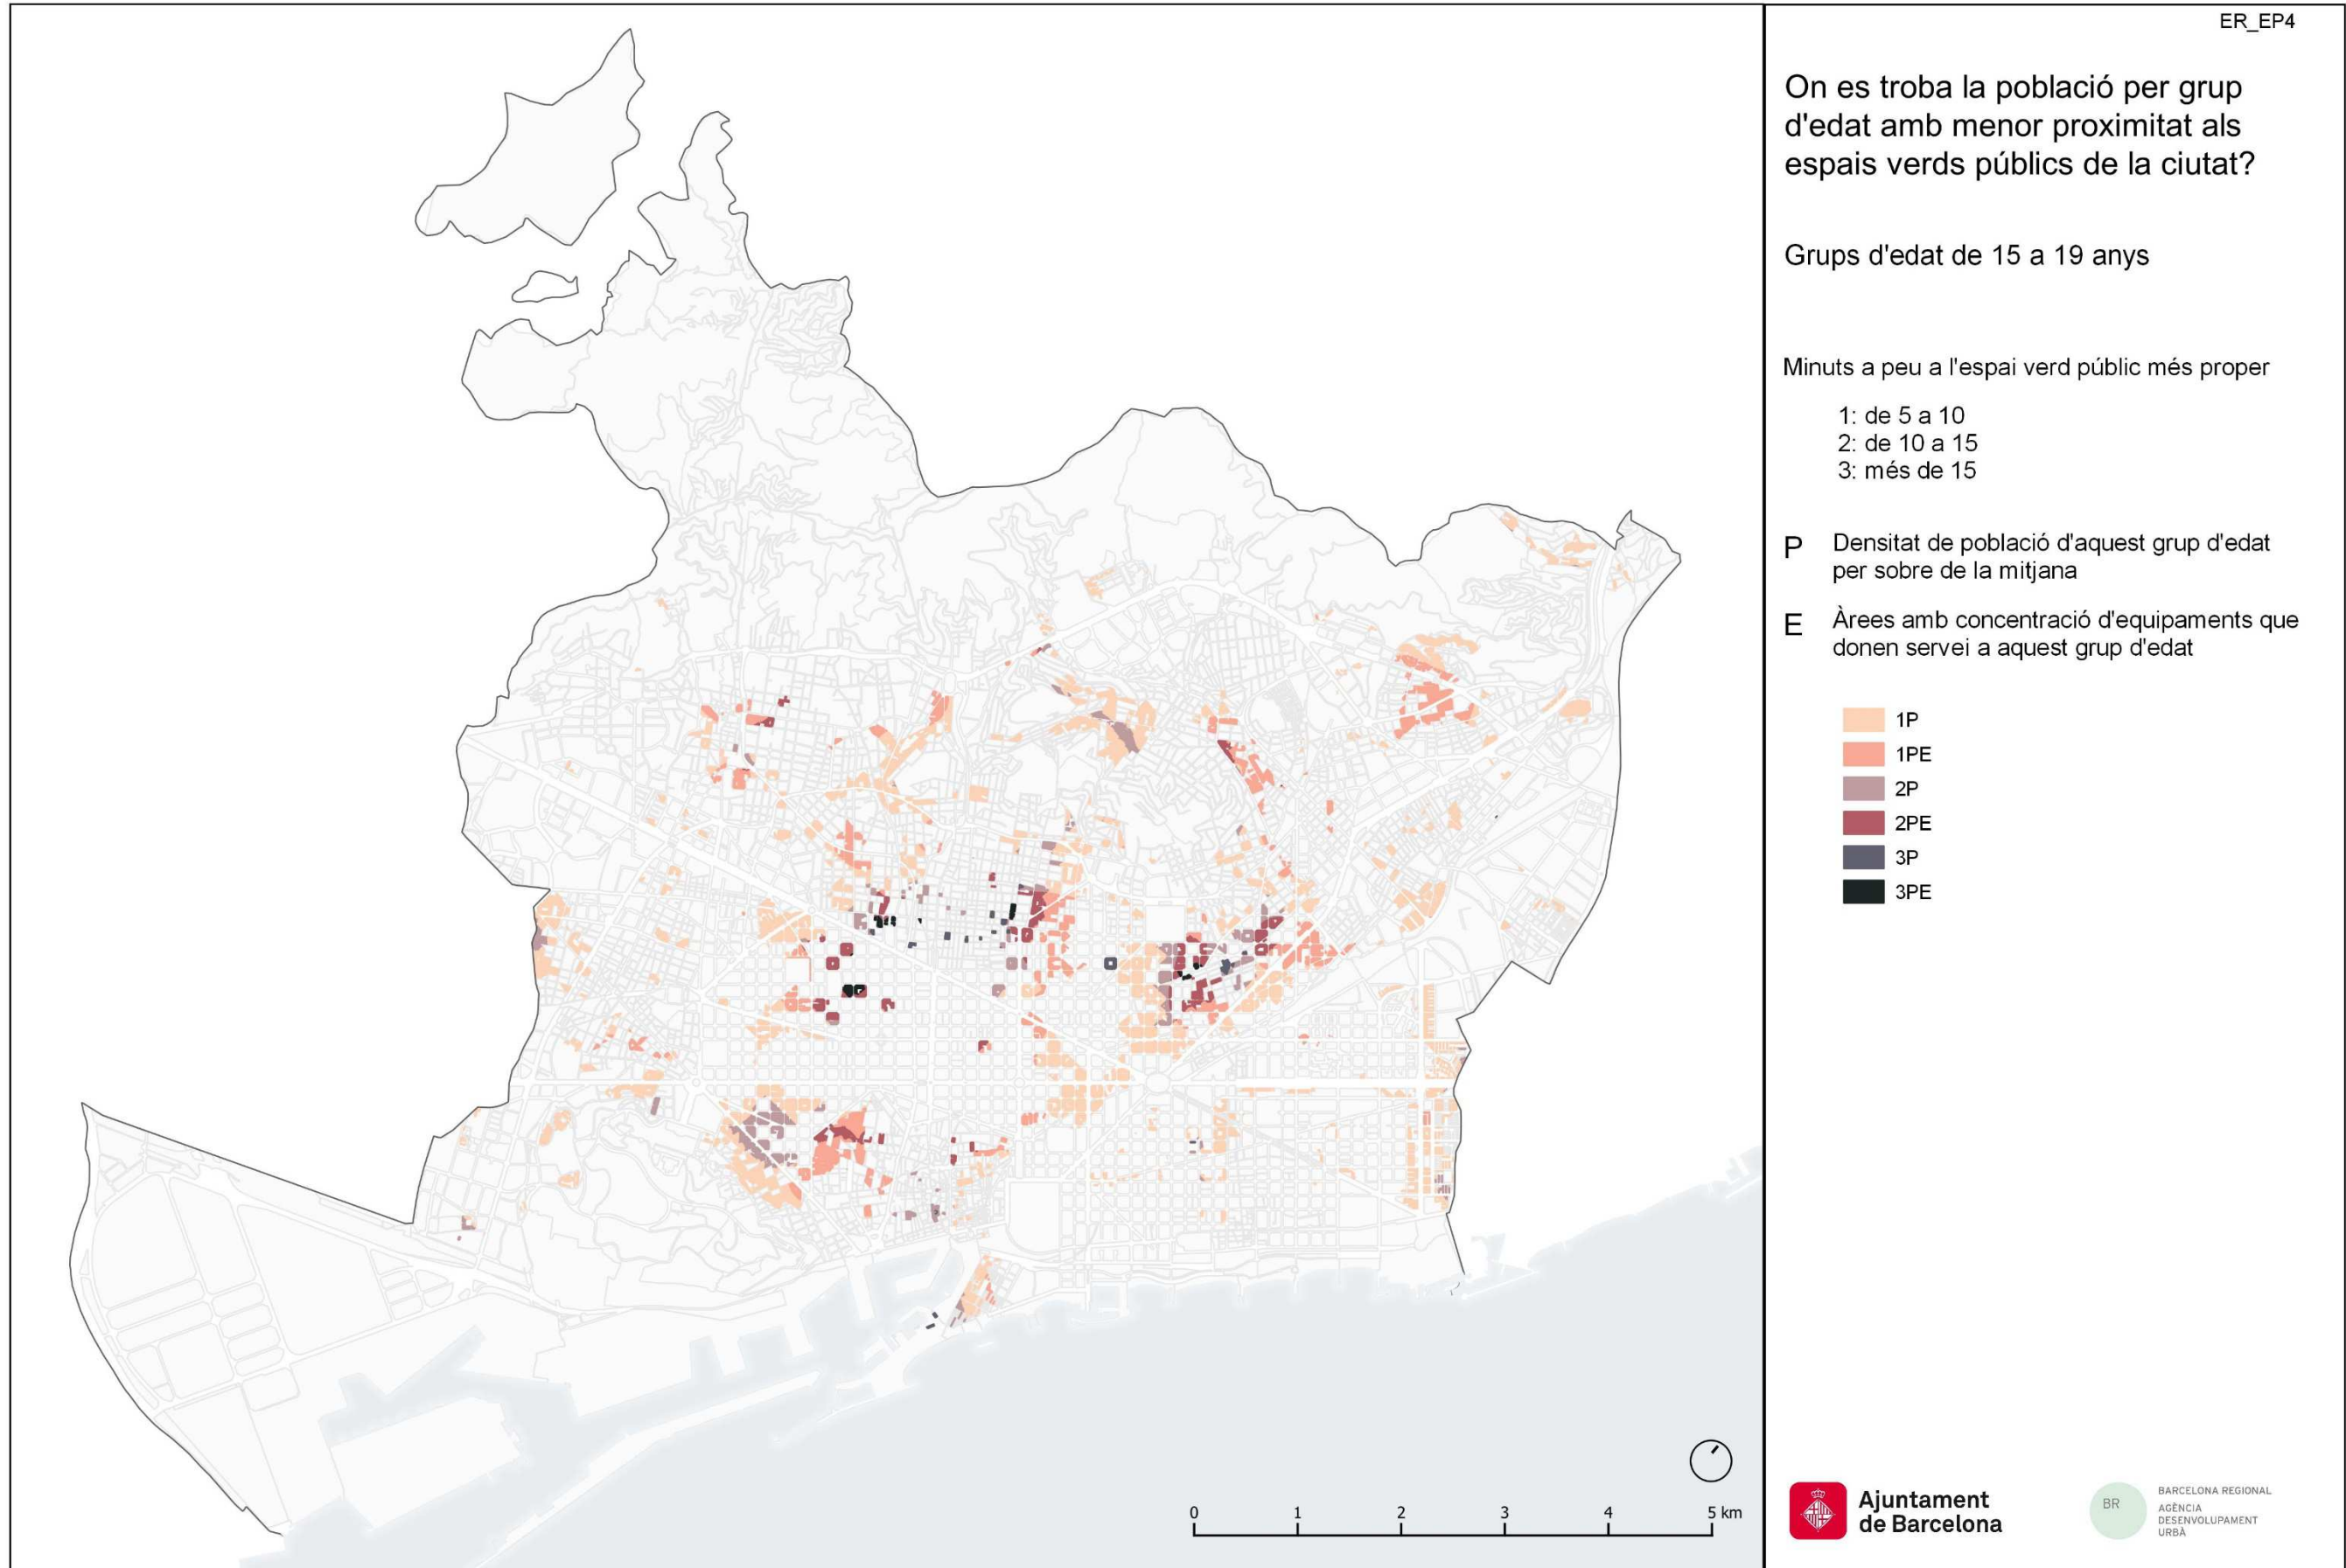 ER_EP4
On es troba la població per grup
d'edat amb menor proximitat als
espais verds públics de la ciutat?
Grups d'edat de 15 a 19 anys
Minuts a peu a l'espai verd públic més proper
1: de 5 a 10
2: de 10 a 15
3: més de 15
P Densitat de població d'aquest grup d'edat
per sobre de la mitjana
E Àrees amb concentració d'equipaments que
donen servei a aquest grup d'edat
1P
1PE
2P
2PE
3P
3PE
0 1 2 3 4 5 km
Ajuntament
de Barcelona
BR
BARCELONA REGIONAL
AGÈNCIA
DESENVOLUPAMENT
URBÀ